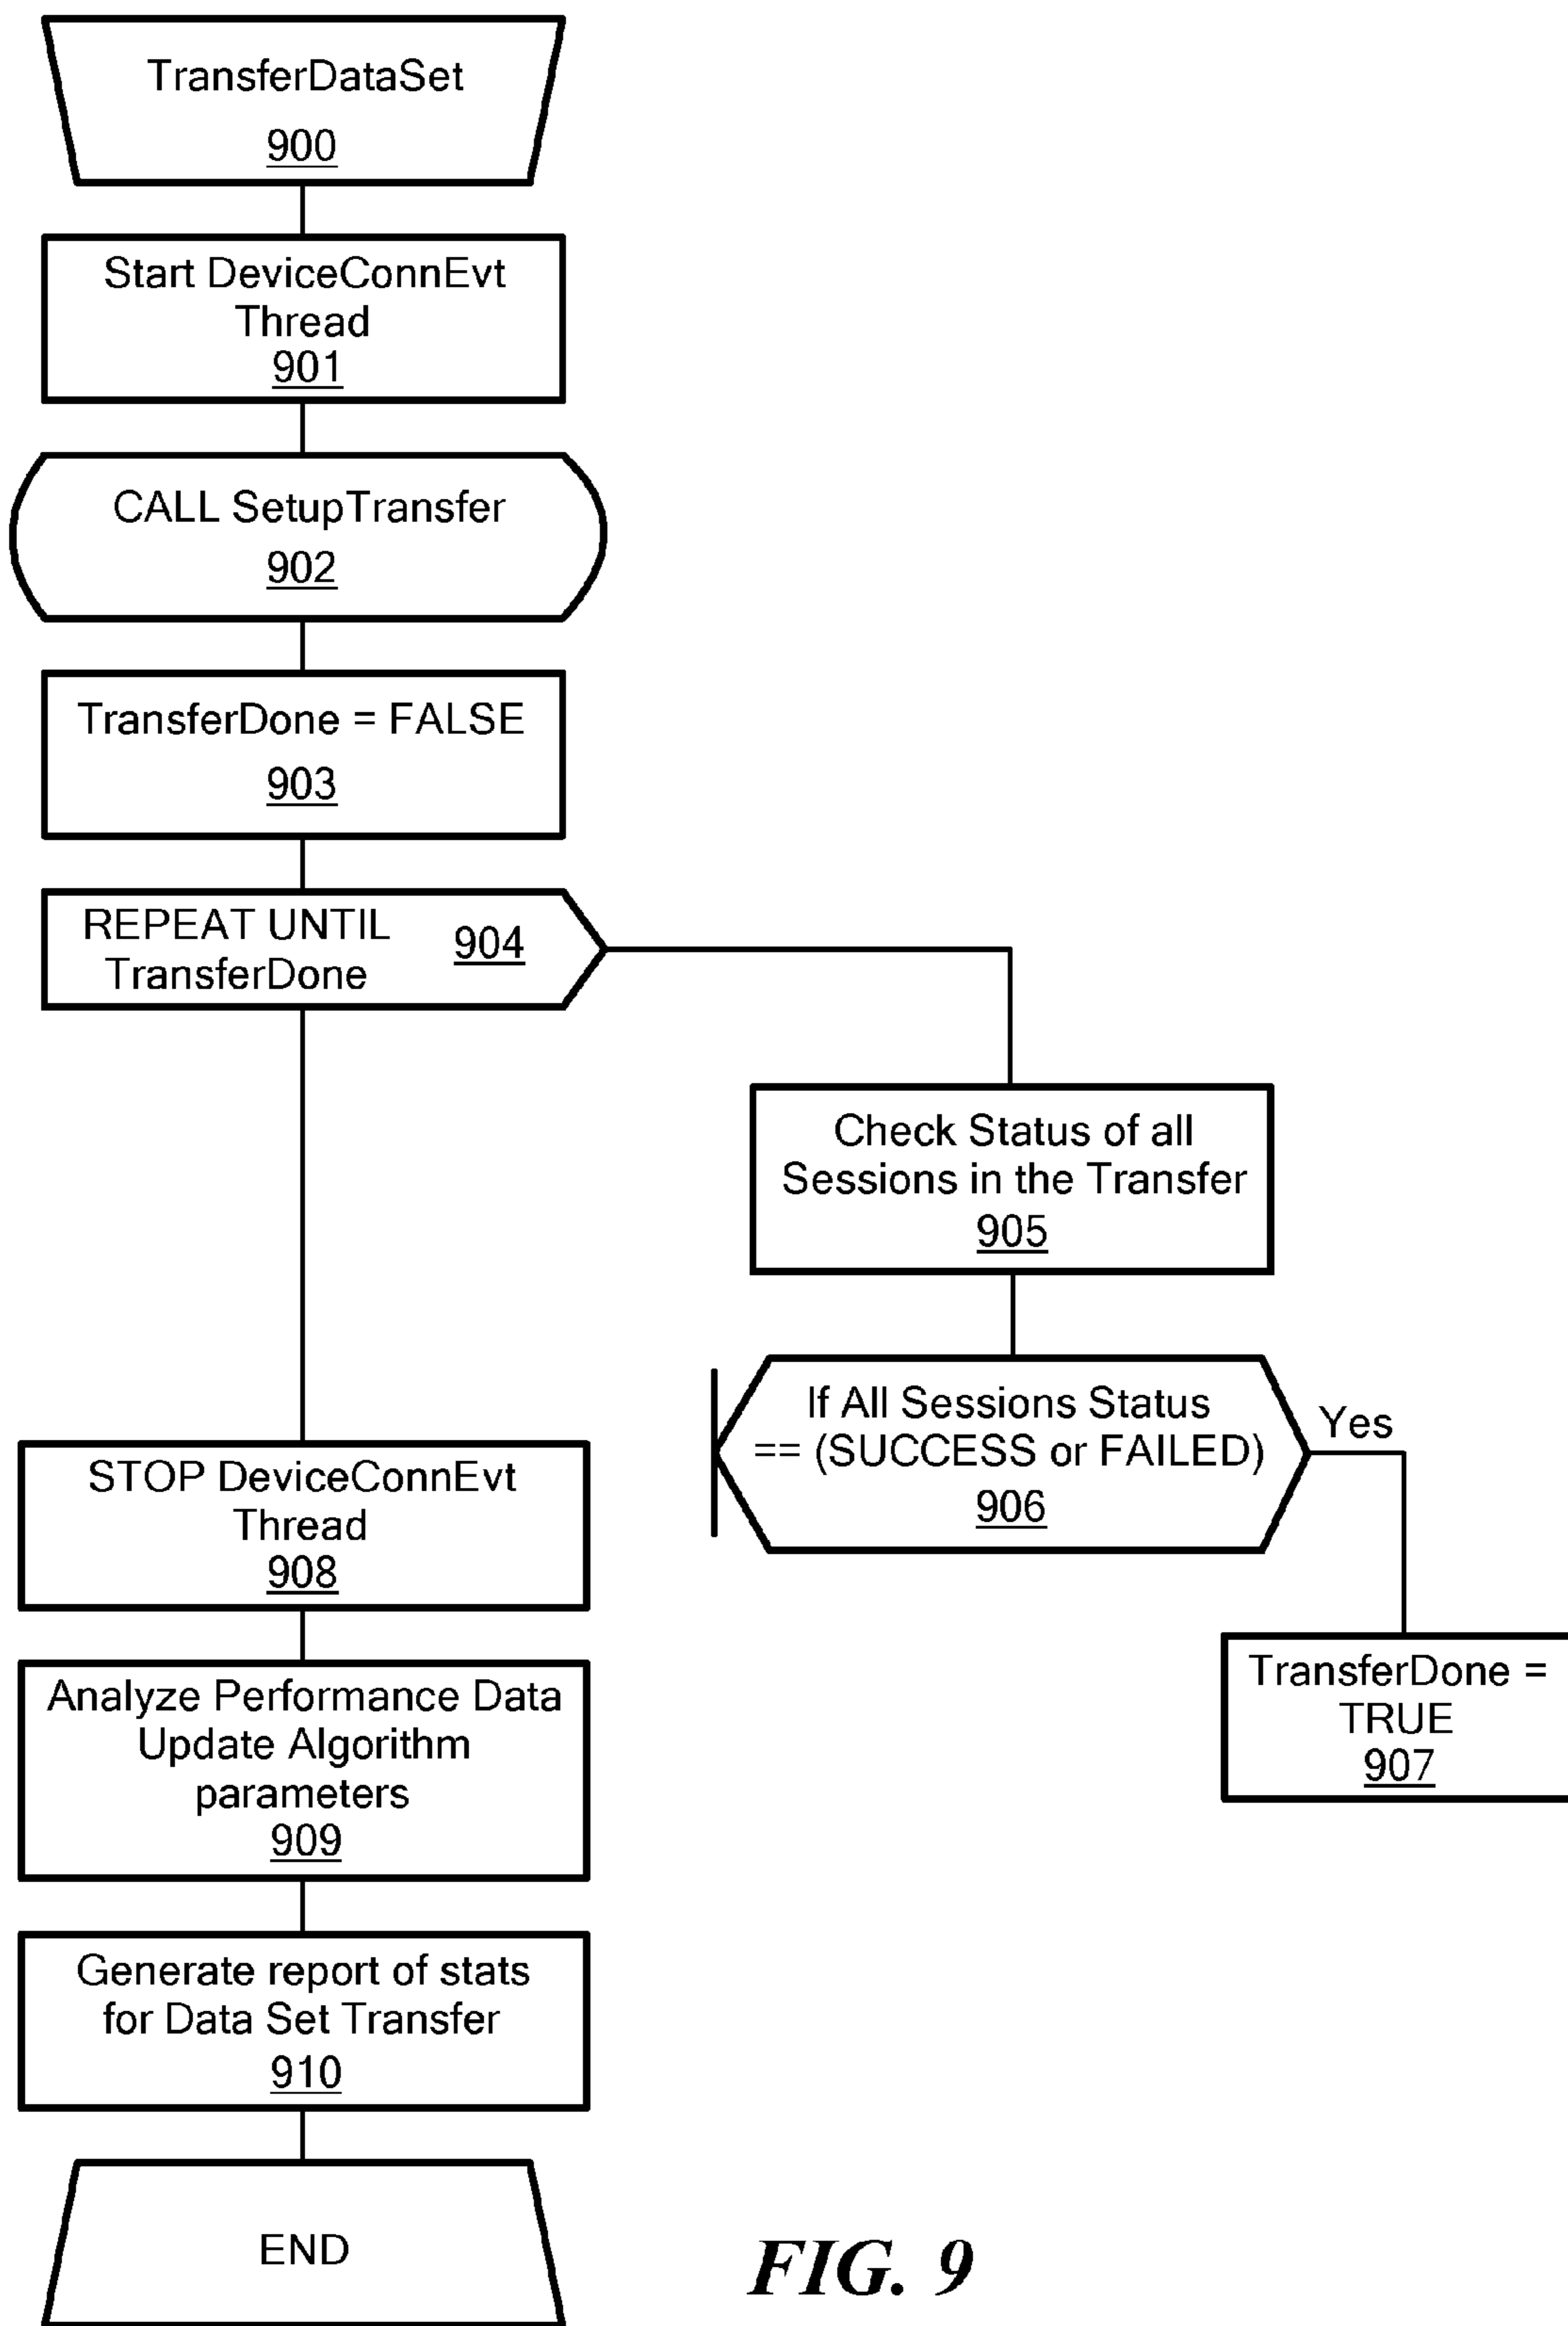 TransferDataSet
900
Start DeviceConnEvt
Thread
901
CALL SetupTransfer
902
TransferDone = FALSE
903
REPEAT UNTIL
TransferDone
904
Check Status of all
Sessions in the Transfer
905
If All Sessions Status
== (SUCCESS or FAILED)
906
Yes
TransferDone =
TRUE
907
STOP DeviceConnEvt
Thread
908
Analyze Performance Data
Update Algorithm
parameters
909
Generate report of stats
for Data Set Transfer
910
END
FIG. 9